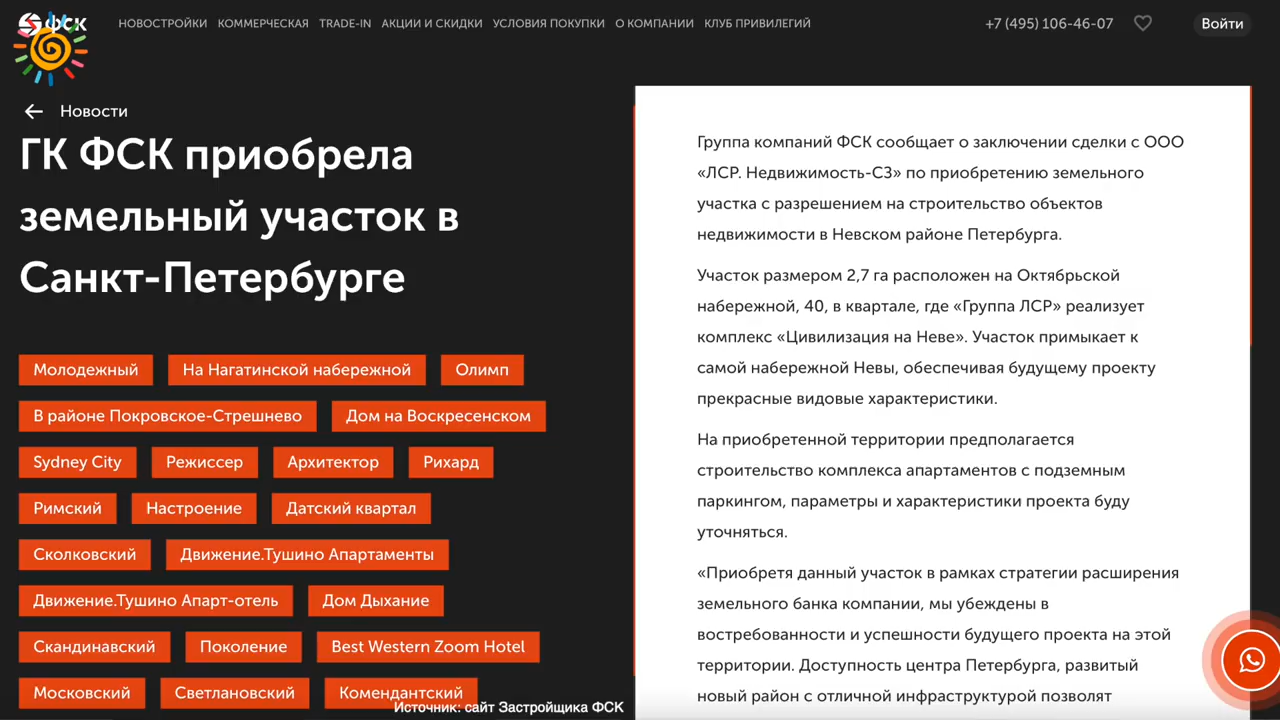 ФСК
НОВОСТРОЙКИ КОММЕРЧЕСКАЯ TRADE-IN АКЦИИ И СКИДКИ УСЛОВИЯ ПОКУПКИ О КОМПАНИИ КЛУБ ПРИВИЛЕГИЙ
+7 (495) 106-46-07
Войти
Новости
ГК ФСК приобрела
земельный участок в
Санкт-Петербурге
Молодежный На Нагатинской набережной Олимп
В районе Покровское-Стрешнево Дом на Воскресенском
Sydney City Режиссер Архитектор Рихард
Римский Настроение Датский квартал
Сколковский Движение.Тушино Апартаменты
Движение.Тушино Апарт-отель Дом Дыхание
Скандинавский Поколение Best Western Zoom Hotel
Московский Светлановский Комендантский
Источник: сайт Застройщика ФСК
Группа компаний ФСК сообщает о заключении сделки с ООО
«ЛСР. Недвижимость-СЗ» по приобретению земельного
участка с разрешением на строительство объектов
недвижимости в Невском районе Петербурга.
Участок размером 2,7 га расположен на Октябрьской
набережной, 40, в квартале, где «Группа ЛСР» реализует
комплекс «Цивилизация на Неве». Участок примыкает к
самой набережной Невы, обеспечивая будущему проекту
прекрасные видовые характеристики.
На приобретенной территории предполагается
строительство комплекса апартаментов с подземным
паркингом, параметры и характеристики проекта буду
уточняться.
«Приобретя данный участок в рамках стратегии расширения
земельного банка компании, мы убеждены в
востребованности и успешности будущего проекта на этой
территории. Доступность центра Петербурга, развитый
новый район с отличной инфраструктурой позволят